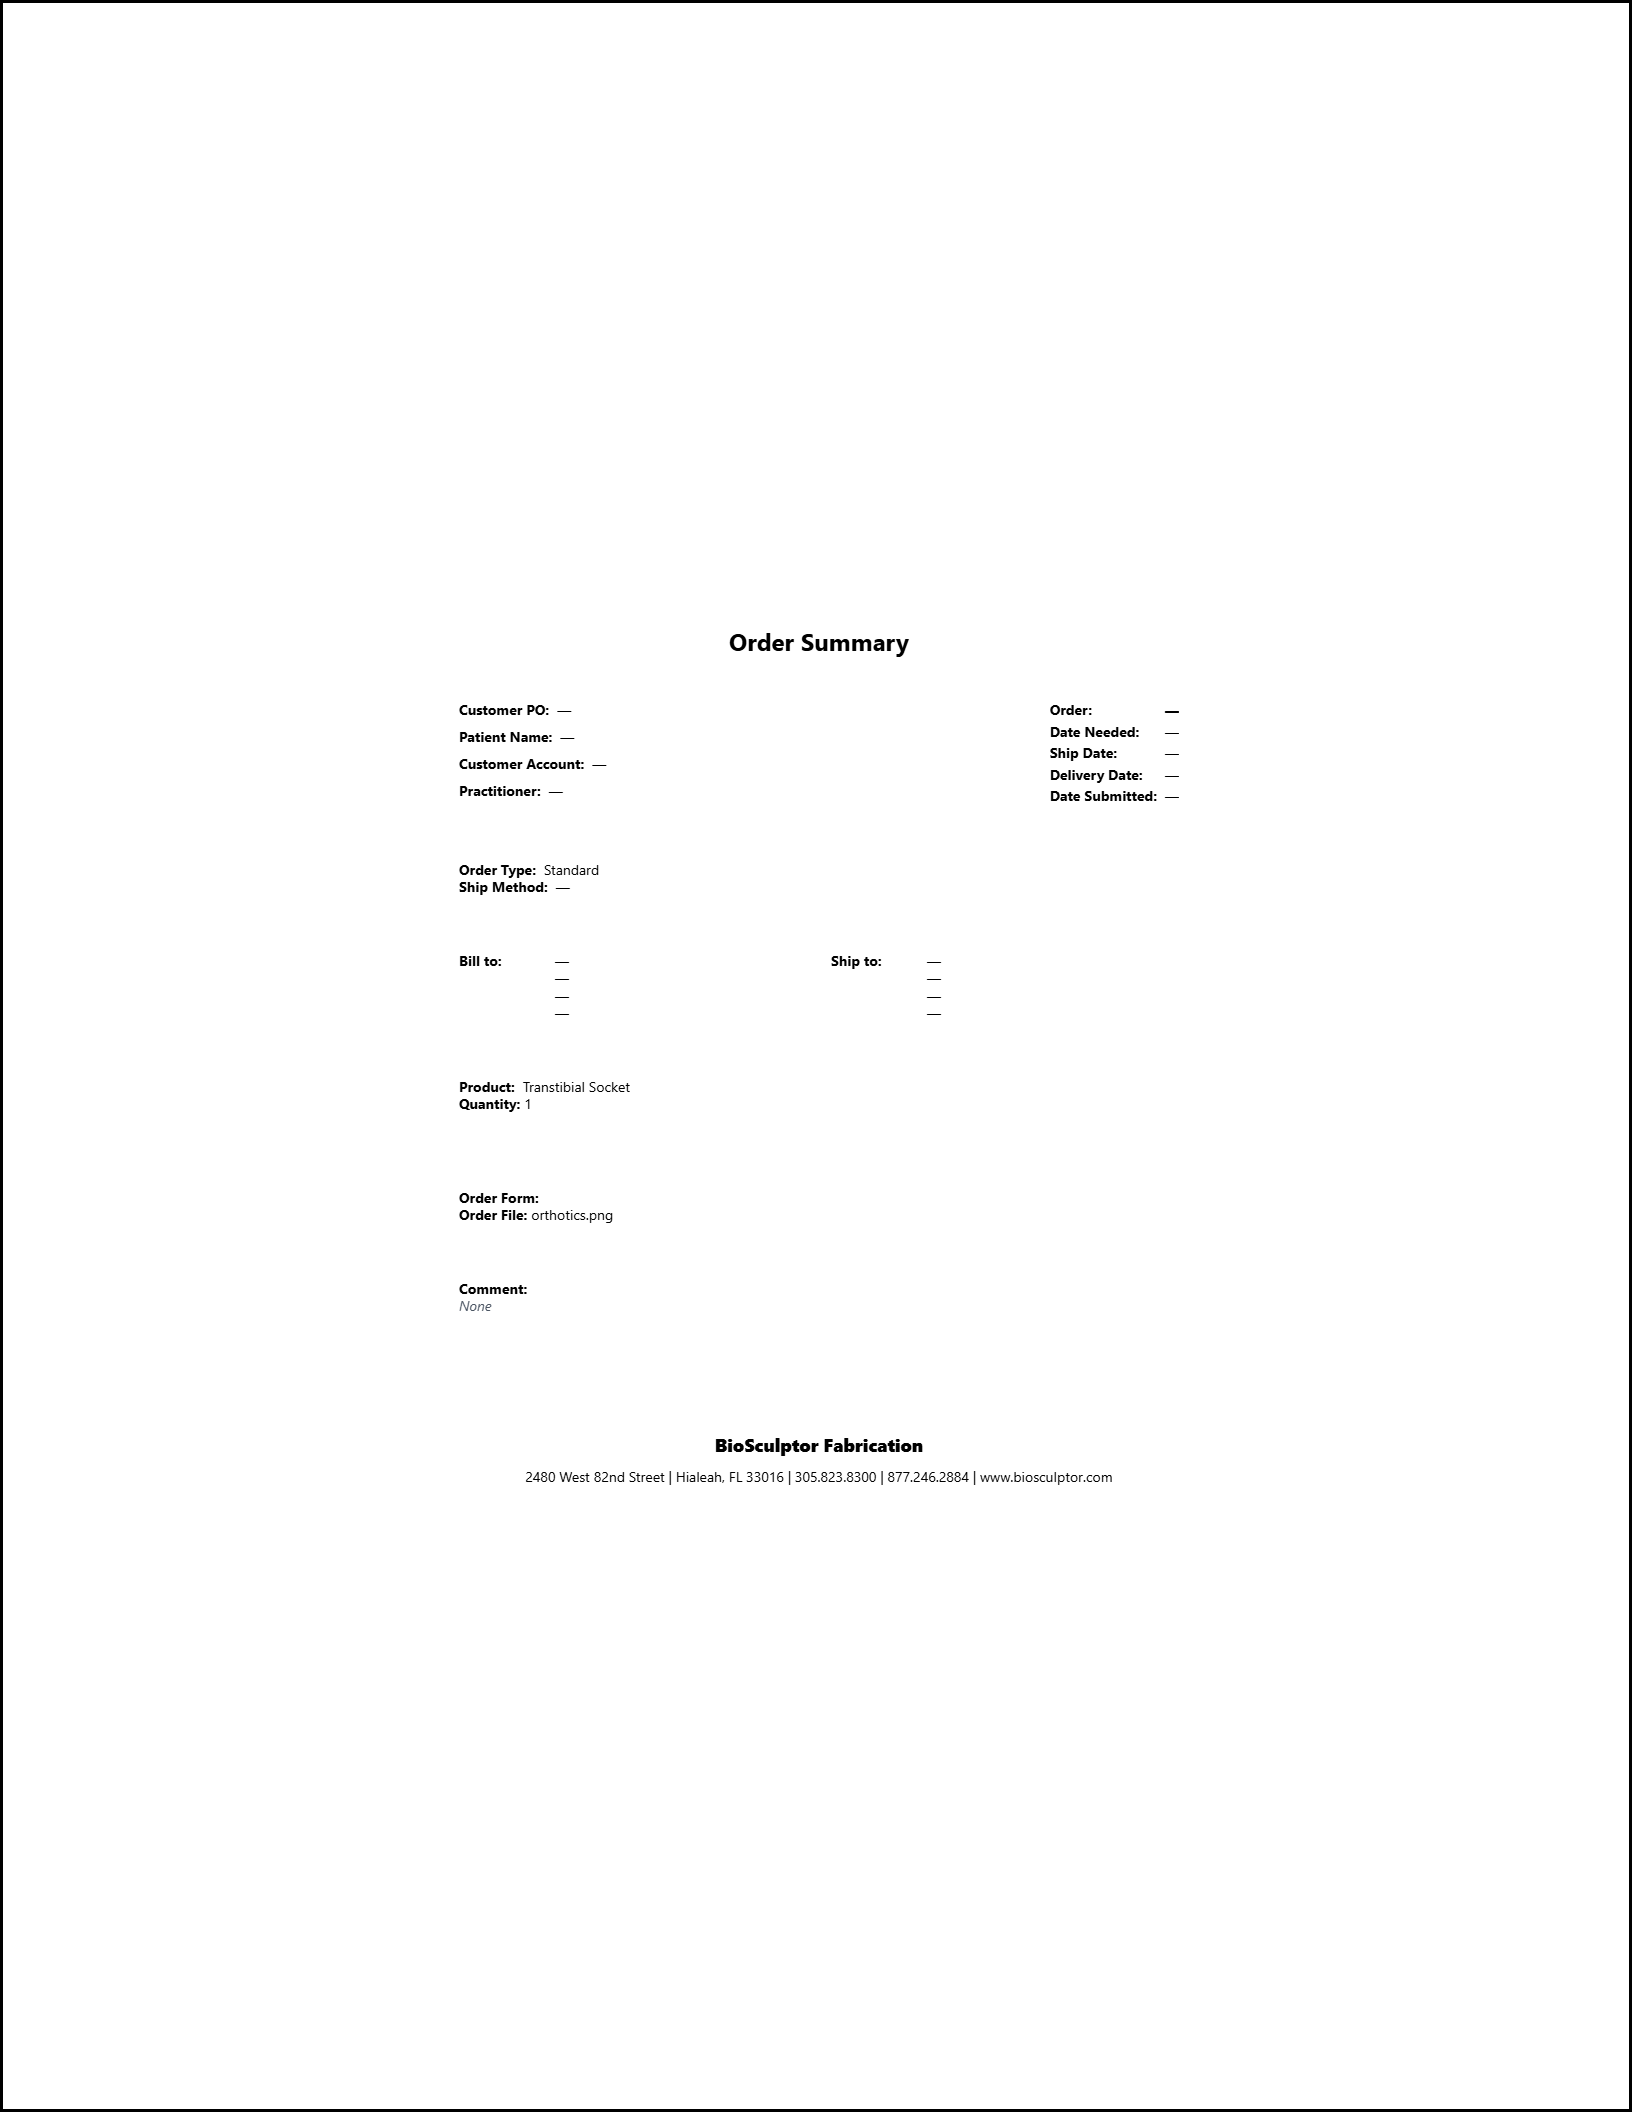 Order Summary
Customer PO: —
Patient Name: —
Customer Account: —
Practitioner: —
Order: —
Date Needed: —
Ship Date: —
Delivery Date: —
Date Submitted: —
Order Type: Standard
Ship Method: —
Bill to: —
—
—
—
Ship to: —
—
—
—
Product: Transtibial Socket
Quantity: 1
Order Form:
Order File: orthotics.png
Comment:
None
BioSculptor Fabrication
2480 West 82nd Street | Hialeah, FL 33016 | 305.823.8300 | 877.246.2884 | www.biosculptor.com